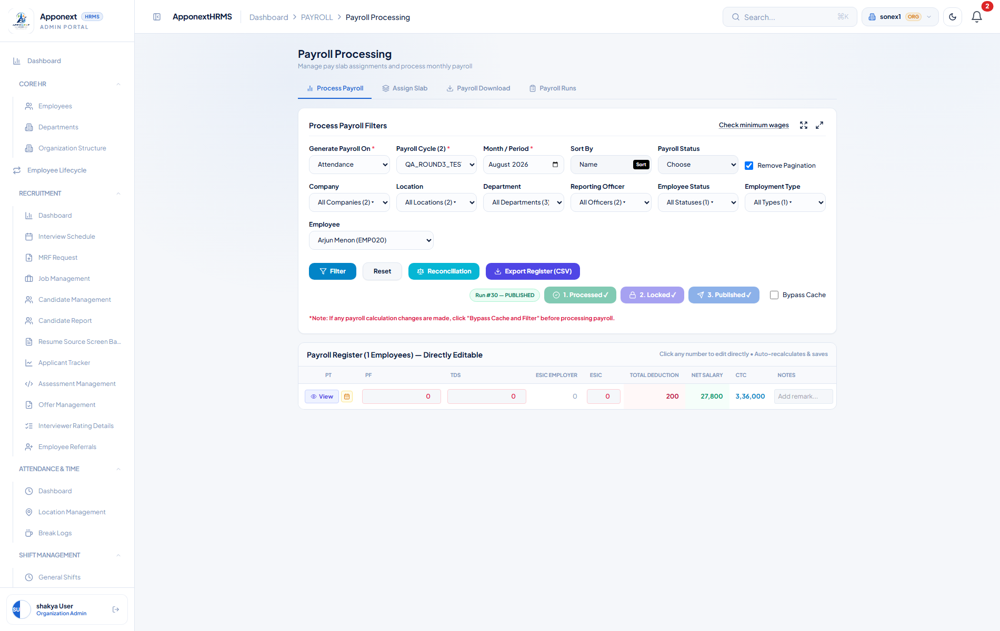 Apponext HRMS
ADMIN PORTAL
ApponextHRMS
Dashboard > PAYROLL > Payroll Processing
Search... ⌘K
sonex1 ORG
2
Dashboard
CORE HR
Employees
Departments
Organization Structure
Employee Lifecycle
RECRUITMENT
Dashboard
Interview Schedule
MRF Request
Job Management
Candidate Management
Candidate Report
Resume Source Screen Ba...
Applicant Tracker
Assessment Management
Offer Management
Interviewer Rating Details
Employee Referrals
ATTENDANCE & TIME
Dashboard
Location Management
Break Logs
SHIFT MANAGEMENT
General Shifts
SU
shakya User
Organization Admin
Payroll Processing
Manage pay slab assignments and process monthly payroll
Process Payroll Assign Slab Payroll Download Payroll Runs
Process Payroll Filters Check minimum wages
Generate Payroll On * Payroll Cycle (2) * Month / Period * Sort By Payroll Status
Attendance QA_ROUND3_TES August 2026 Name Sort Choose Remove Pagination
Company Location Department Reporting Officer Employee Status Employment Type
All Companies (2) • All Locations (2) • All Departments (3) All Officers (2) • All Statuses (1) • All Types (1) •
Employee
Arjun Menon (EMP020)
Filter Reset Reconciliation Export Register (CSV)
Run #30 — PUBLISHED 1. Processed ✓ 2. Locked ✓ 3. Published ✓ Bypass Cache
*Note: If any payroll calculation changes are made, click "Bypass Cache and Filter" before processing payroll.
Payroll Register (1 Employees) — Directly Editable Click any number to edit directly • Auto-recalculates & saves
PT PF TDS ESIC EMPLOYER ESIC TOTAL DEDUCTION NET SALARY CTC NOTES
View 0 0 0 0 200 27,800 3,36,000 Add remark...